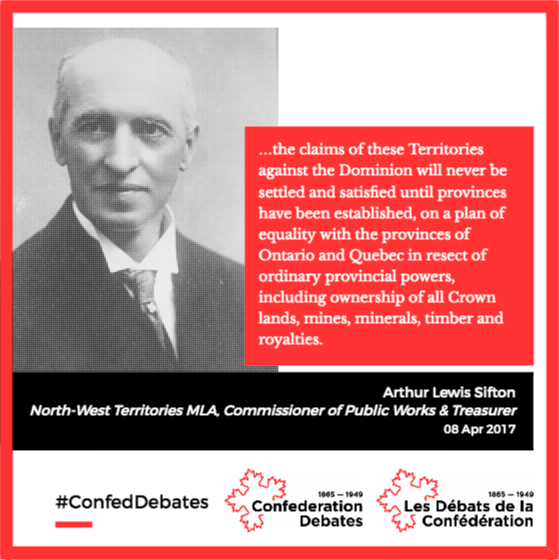 ...the claims of these Territories
against the Dominion will never be
settled and satisfied until provinces
have been established, on a plan of
equality with the provinces of
Ontario and Quebec in resect of
ordinary provincial powers,
including ownership of all Crown
lands, mines, minerals, timber and
royalties.
Arthur Lewis Sifton
North-West Territories MLA, Commissioner of Public Works & Treasurer
08 Apr 2017
#ConfedDebates
1865 — 1949
Confederation
Debates
1865 — 1949
Les Débats de la
Confédération